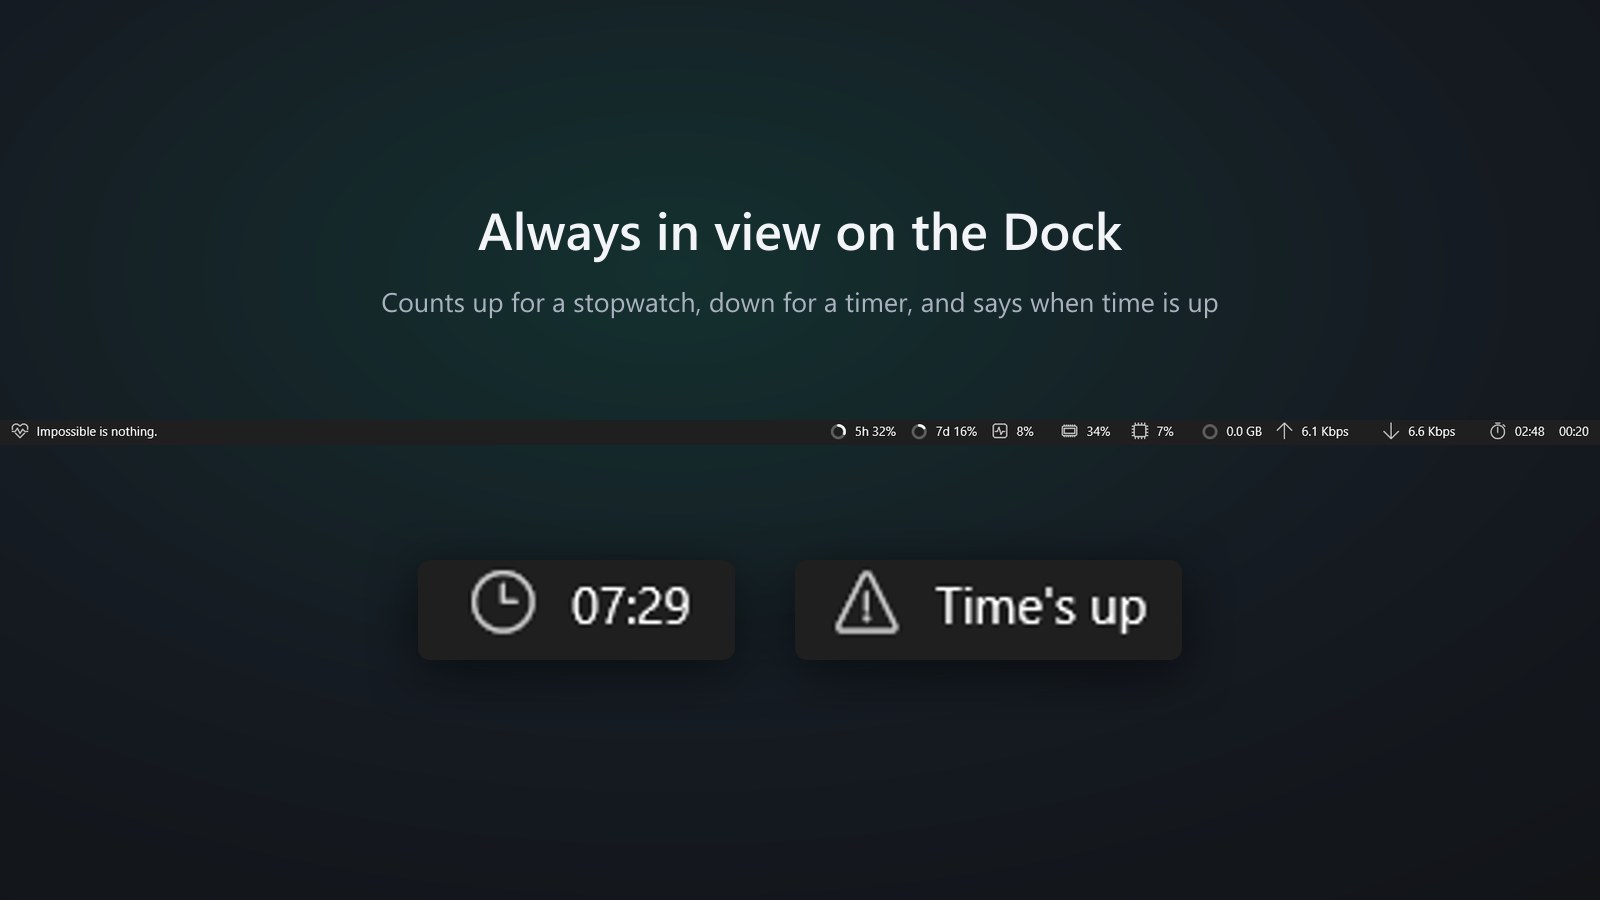 Always in view on the Dock
Counts up for a stopwatch, down for a timer, and says when time is up
Impossible is nothing. 5h 32% 7d 16% 8% 34% 7% 0.0 GB 6.1 Kbps 6.6 Kbps 02:48 00:20
07:29 Time's up